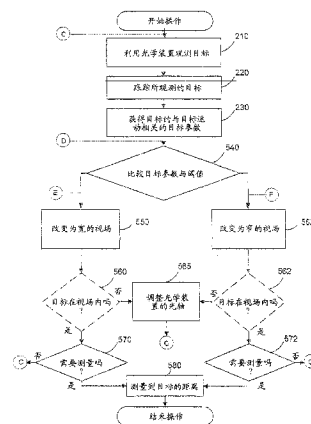 开始操作
C
210
利用光学装置观测目标
220
跟踪所观测的目标
230
获得目标的与目标运
动相关的目标参数
D
540
比较目标参数与阈值
E
F
550
改变为宽的视场
改变为窄的视场
560
565
562
目标在视场内吗
?
否
调整光学装
置的光轴
否
目标在视场内吗
?
是
C
是
570
572
否
需要测量吗
?
580
需要测量吗
?
否
C
是
测量到目标的距离
是
结束操作